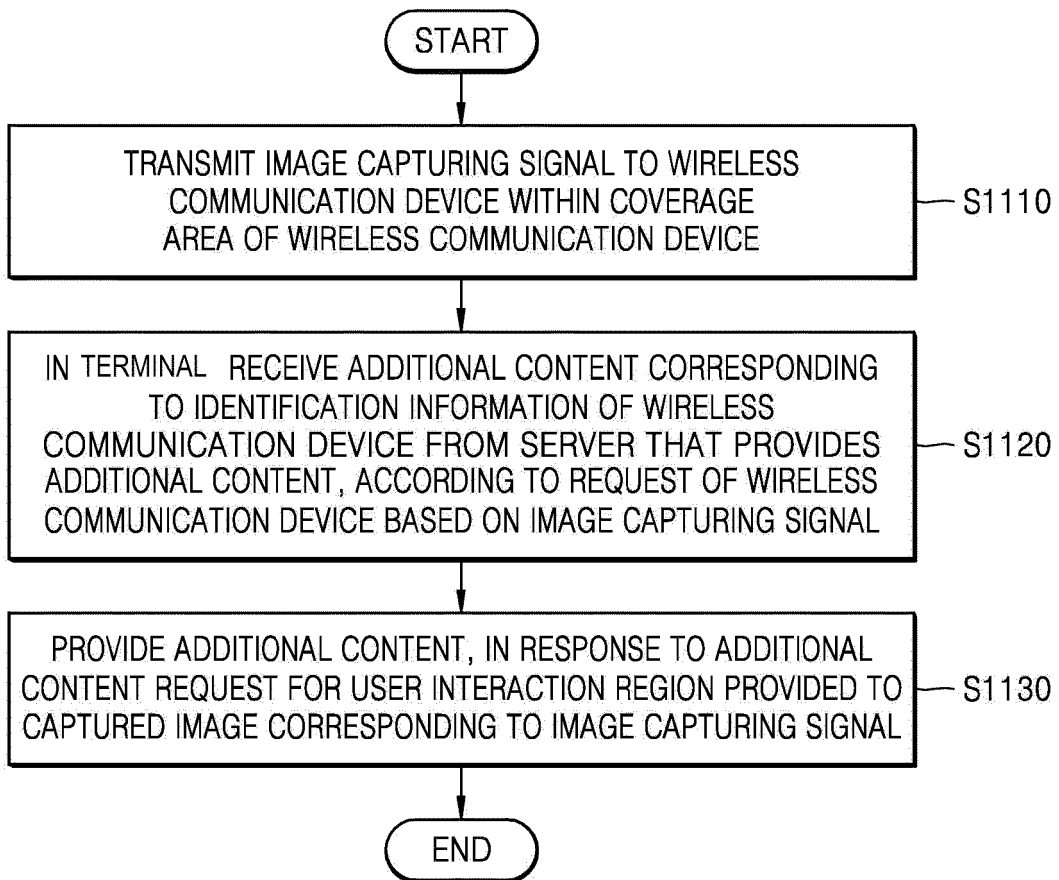 START
TRANSMIT IMAGE CAPTURING SIGNAL TO WIRELESS
COMMUNICATION DEVICE WITHIN COVERAGE
AREA OF WIRELESS COMMUNICATION DEVICE
S1110
IN TERMINAL RECEIVE ADDITIONAL CONTENT CORRESPONDING
TO IDENTIFICATION INFORMATION OF WIRELESS
COMMUNICATION DEVICE FROM SERVER THAT PROVIDES
ADDITIONAL CONTENT, ACCORDING TO REQUEST OF WIRELESS
COMMUNICATION DEVICE BASED ON IMAGE CAPTURING SIGNAL
S1120
PROVIDE ADDITIONAL CONTENT, IN RESPONSE TO ADDITIONAL
CONTENT REQUEST FOR USER INTERACTION REGION PROVIDED TO
CAPTURED IMAGE CORRESPONDING TO IMAGE CAPTURING SIGNAL
S1130
END